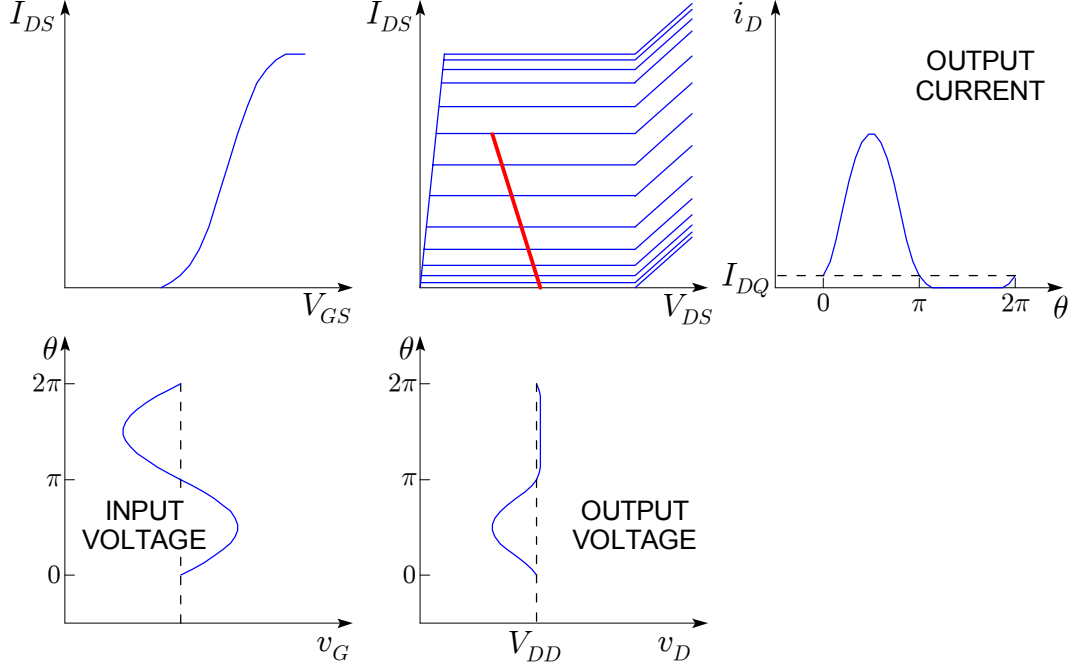 I_DS
V_GS
I_DS
V_DS
i_D
OUTPUT
CURRENT
I_DQ
0
π
2π
θ
θ
2π
π
0
INPUT
VOLTAGE
v_G
θ
2π
π
0
OUTPUT
VOLTAGE
V_DD
v_D